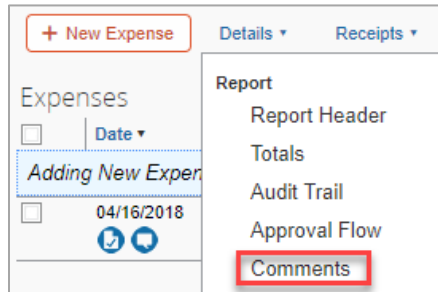 + New Expense Details ▾ Receipts ▾
Expenses
Date ▾
Adding New Expen
04/16/2018
Report
Report Header
Totals
Audit Trail
Approval Flow
Comments